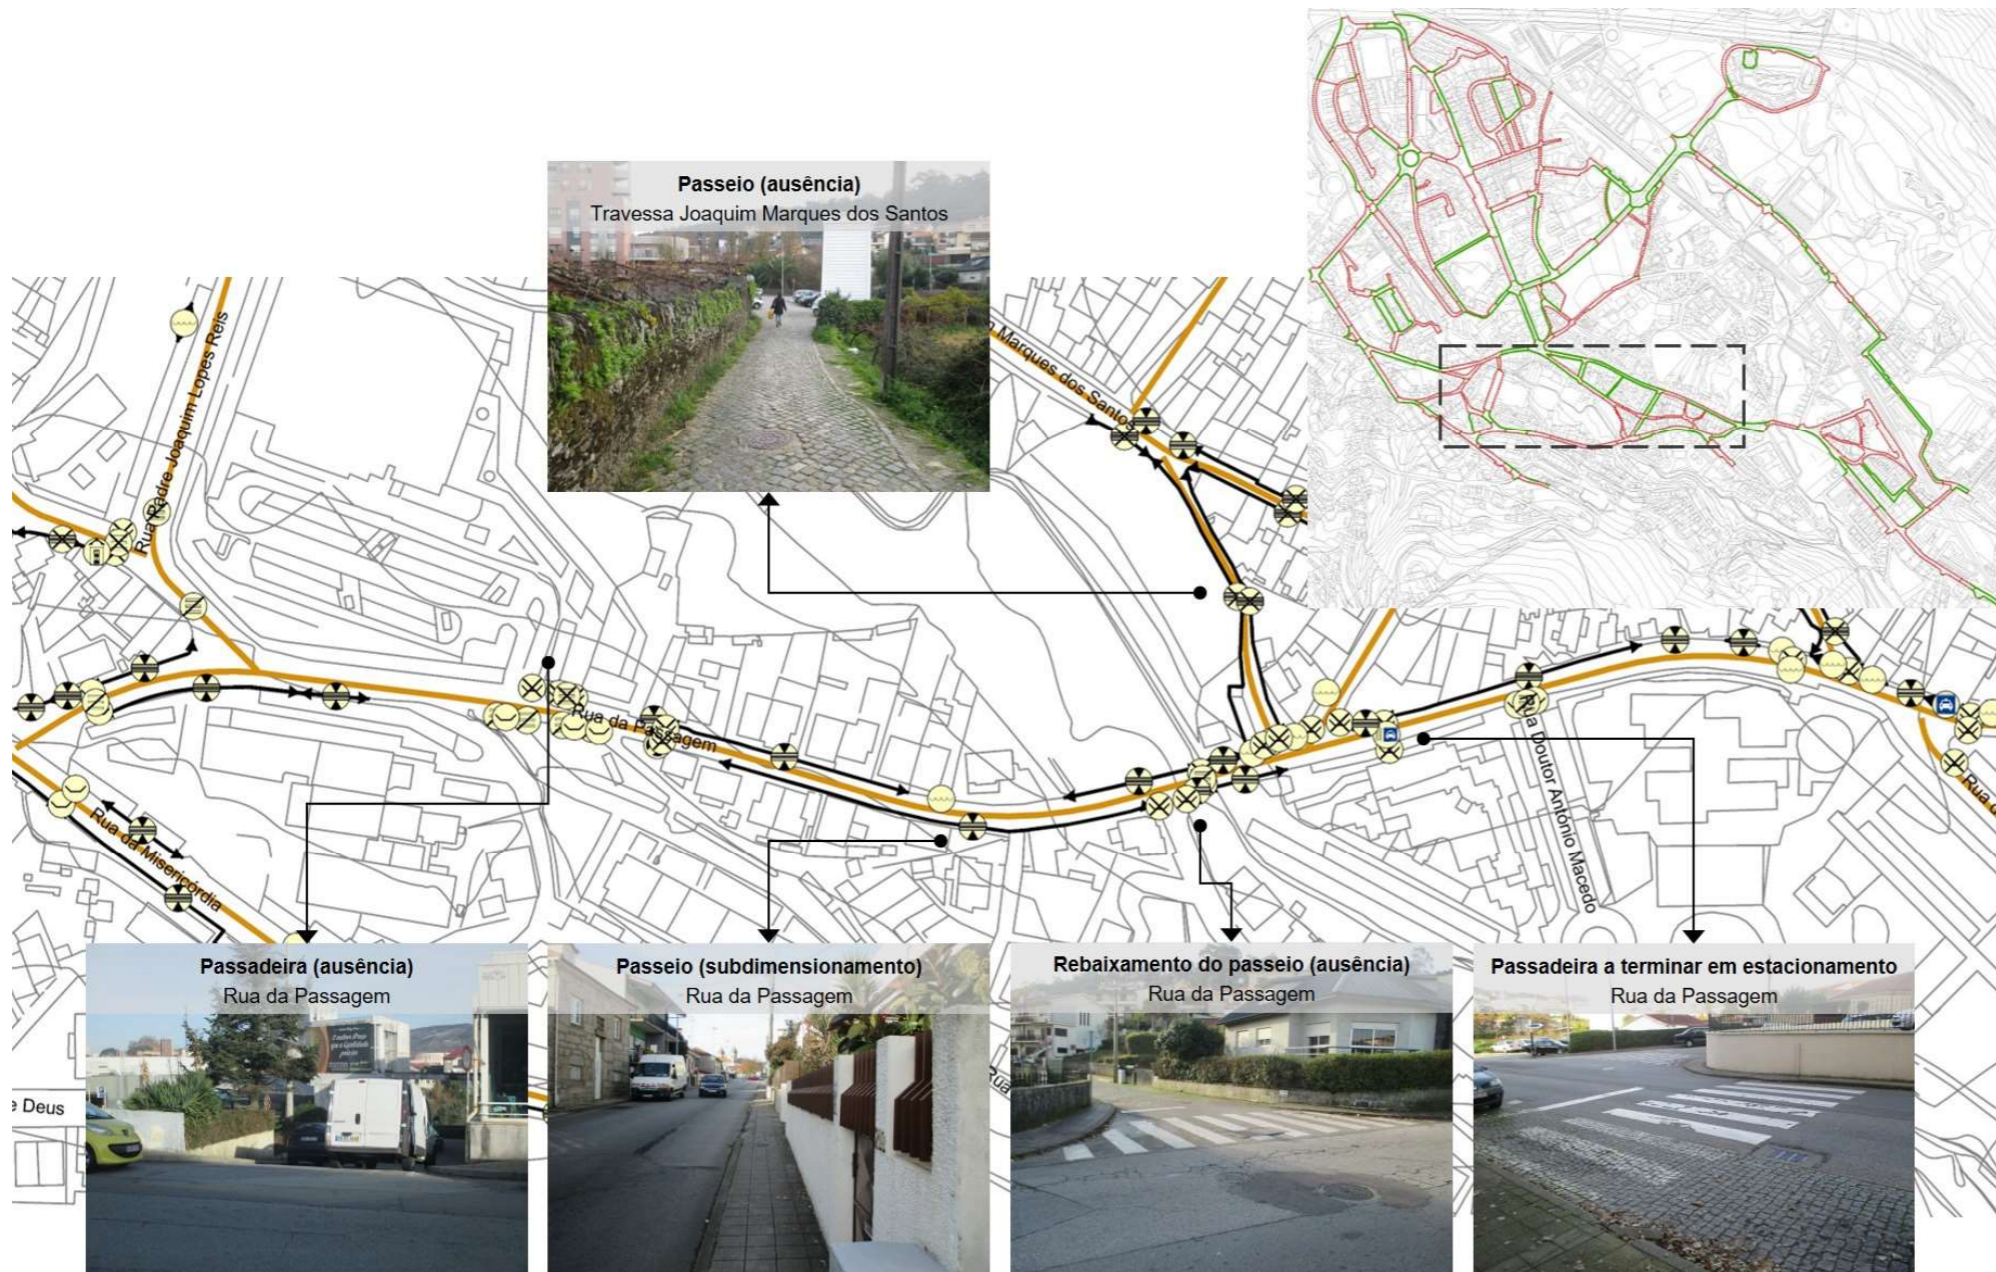 Passeio (ausência)
Travessa Joaquim Marques dos Santos
Rua Padre Joaquim Lopes Reis
Marques dos Santos
Rua da Passagem
Rua Doutor António Macedo
Rua da Misericórdia
Rua d
Rua
e Deus
Passadeira (ausência)
Rua da Passagem
Passeio (subdimensionamento)
Rua da Passagem
Rebaixamento do passeio (ausência)
Rua da Passagem
Passadeira a terminar em estacionamento
Rua da Passagem